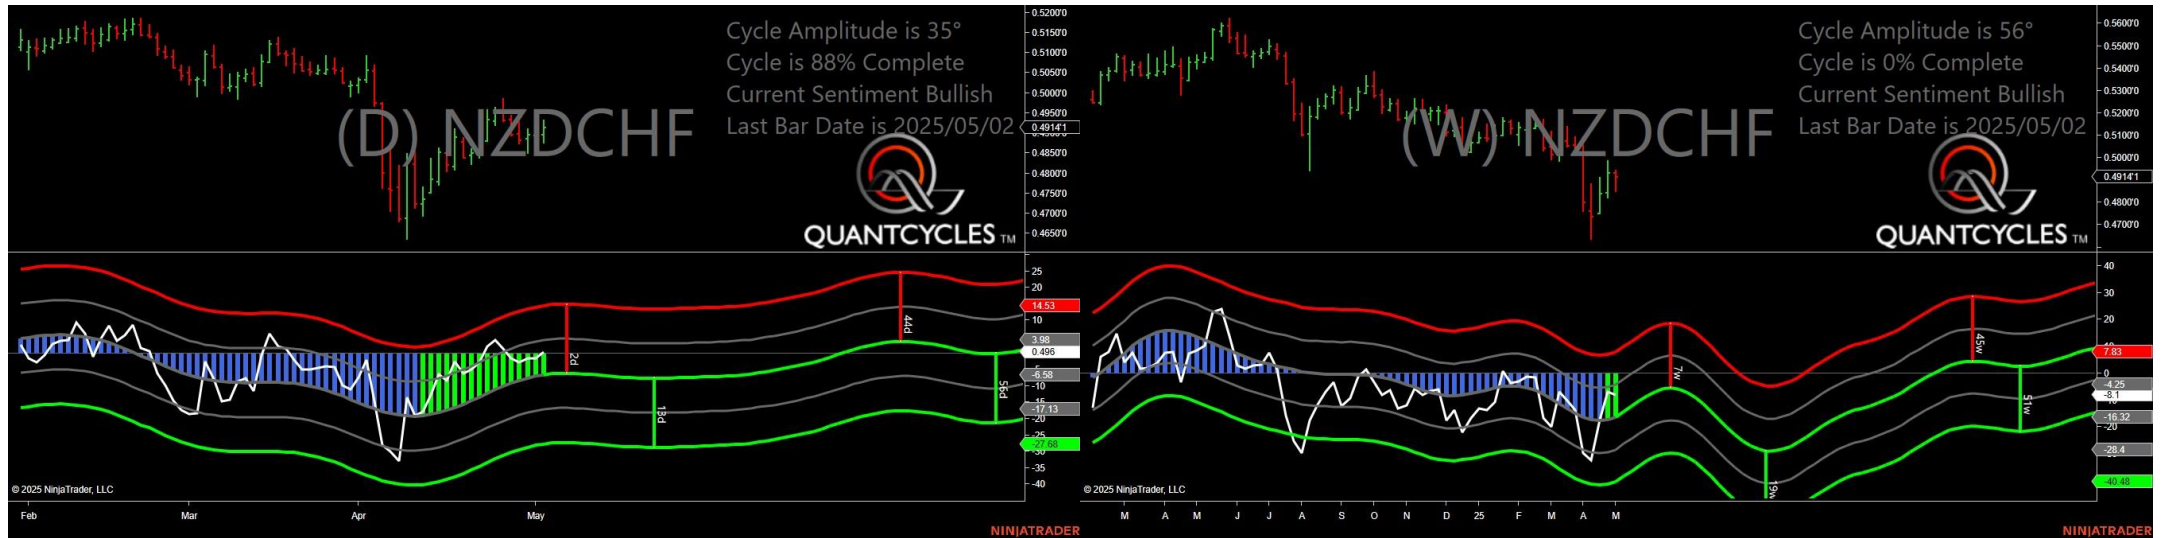 Cycle Amplitude is 35°
Cycle is 88% Complete
Current Sentiment Bullish
Last Bar Date is 2025/05/02
(D) NZDCHF
QUANTCYCLES TM
0.5200'0
0.5150'0
0.5100'0
0.5050'0
0.5000'0
0.4950'0
0.4914'1
0.4850'0
0.4800'0
0.4750'0
0.4700'0
0.4650'0
25
20
14.53
10
3.98
0.496
-6.58
-10
-17.13
-20
-25
-27.68
-35
-40
2d
13d
44d
56d
© 2025 NinjaTrader, LLC
Feb
Mar
Apr
May
NINJATRADER
Cycle Amplitude is 56°
Cycle is 0% Complete
Current Sentiment Bullish
Last Bar Date is 2025/05/02
(W) NZDCHF
QUANTCYCLES TM
0.5600'0
0.5500'0
0.5400'0
0.5300'0
0.5200'0
0.5100'0
0.5000'0
0.4914'1
0.4800'0
0.4700'0
40
30
20
7.83
0
-4.25
-8.1
-16.32
-20
-28.4
-40.48
7w
19w
45w
51w
© 2025 NinjaTrader, LLC
M A M J J A S O N D 25 F M A M
NINJATRADER